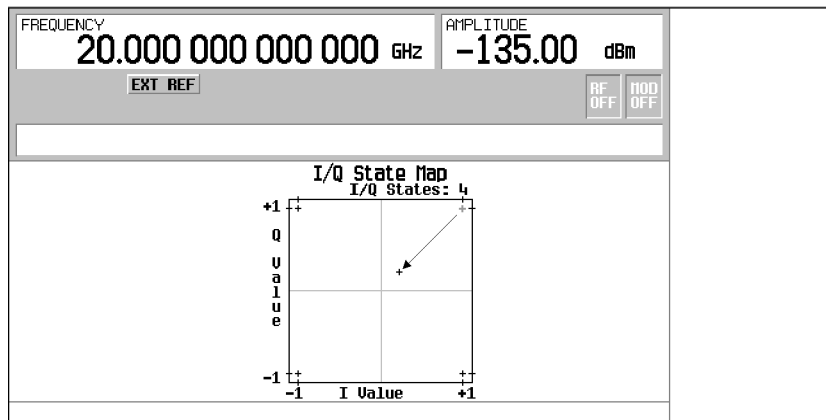 FREQUENCY
20.000 000 000 000 GHz
AMPLITUDE
-135.00 dBm
EXT REF
RF OFF
MOD OFF
I/Q State Map
I/Q States: 4
+1
Q Value
-1
-1
I Value
+1